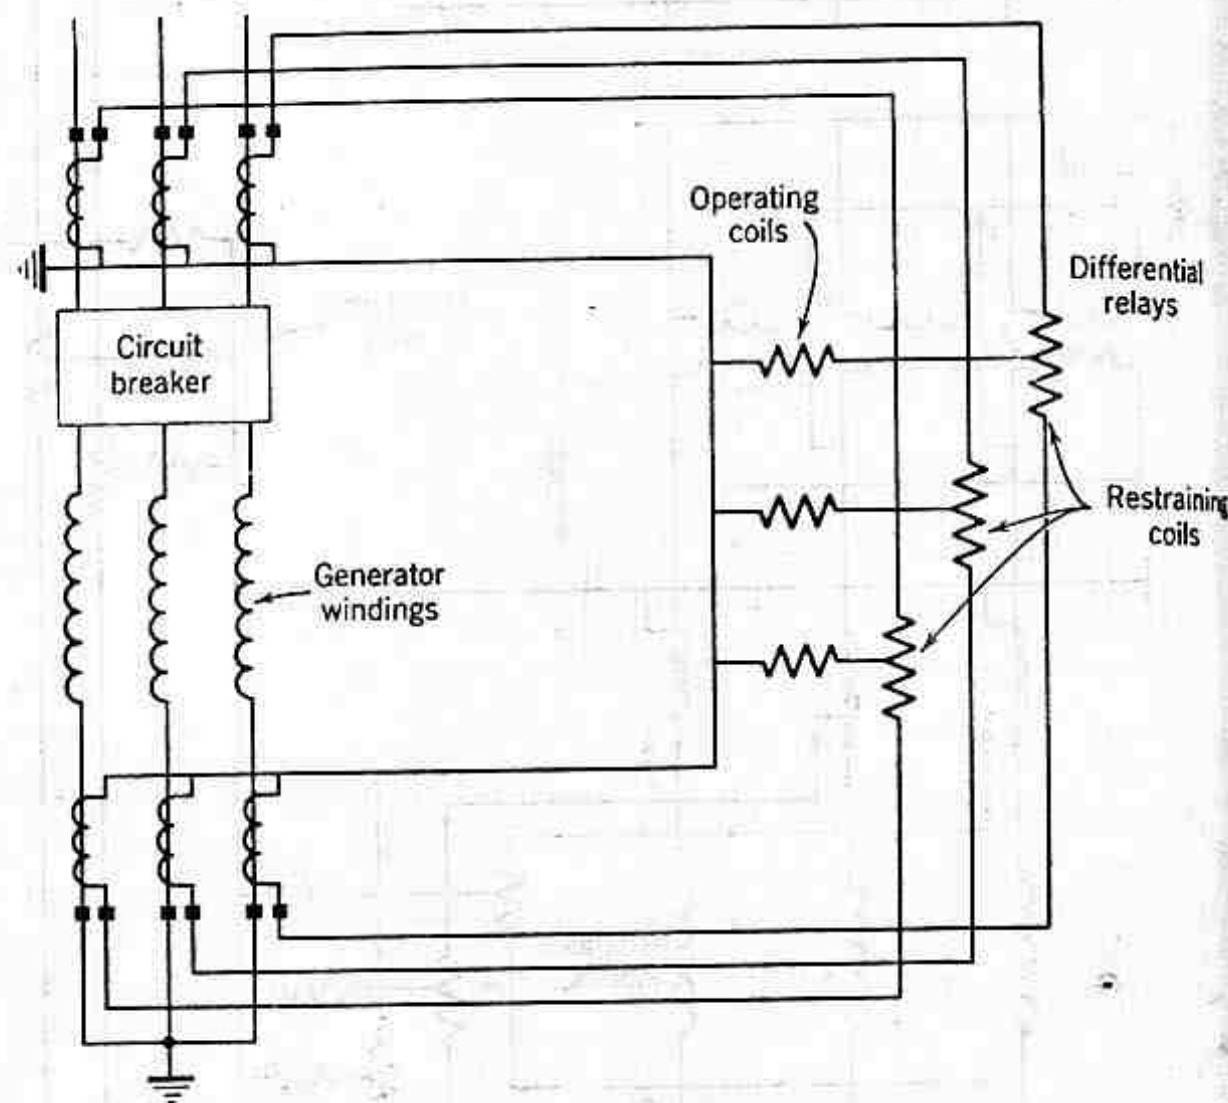 Operating
coils
Differential
relays
Circuit
breaker
Restraining
coils
Generator
windings